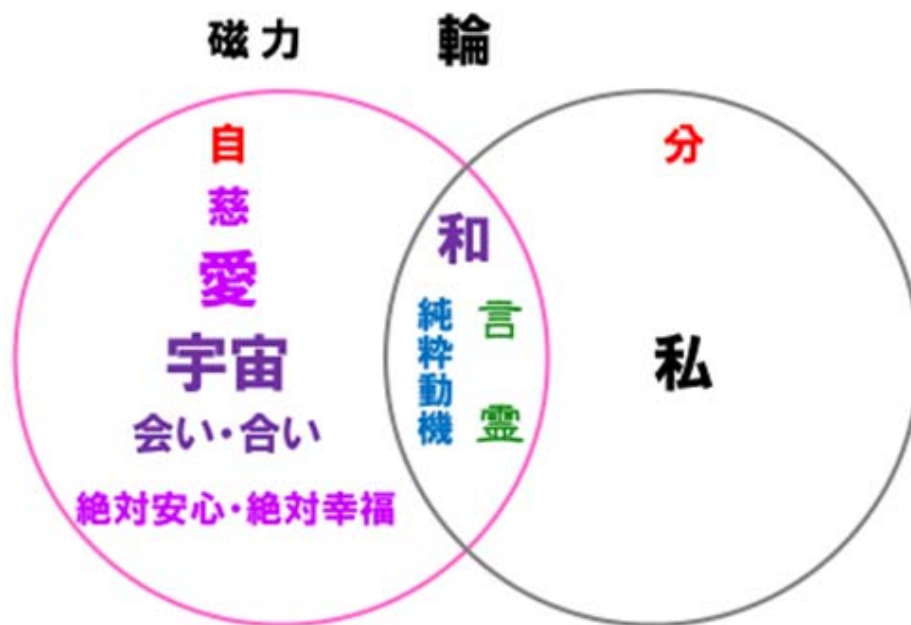 磁力 輪
自
慈
愛
宇宙
会い・合い
絶対安心・絶対幸福
和
純粋動機
言霊
分
私